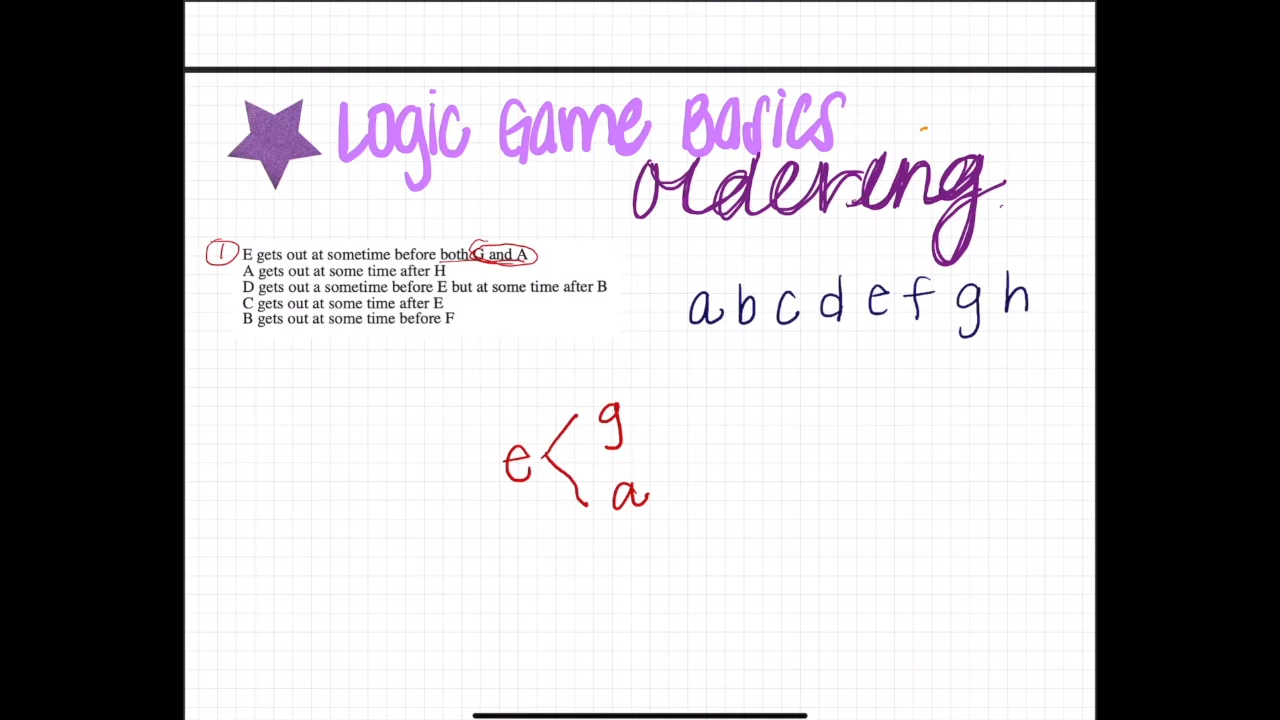 Logic Game Basics
ordering
1 E gets out at sometime before both G and A
A gets out at some time after H
D gets out a sometime before E but at some time after B
C gets out at some time after E
B gets out at some time before F
a b c d e f g h
e < g
a